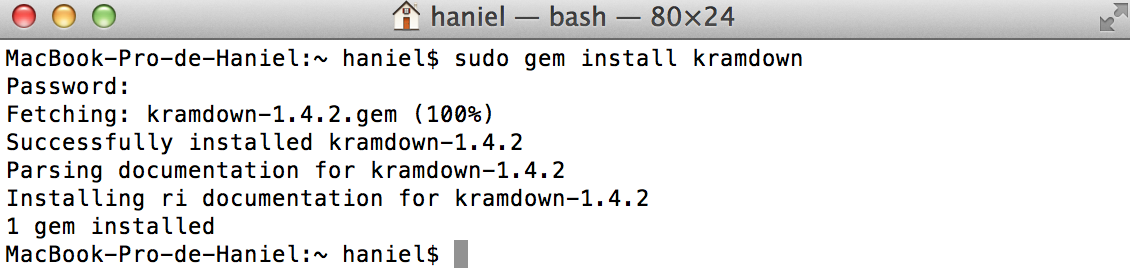 haniel — bash — 80×24
MacBook-Pro-de-Haniel:~ haniel$ sudo gem install kramdown
Password:
Fetching: kramdown-1.4.2.gem (100%)
Successfully installed kramdown-1.4.2
Parsing documentation for kramdown-1.4.2
Installing ri documentation for kramdown-1.4.2
1 gem installed
MacBook-Pro-de-Haniel:~ haniel$